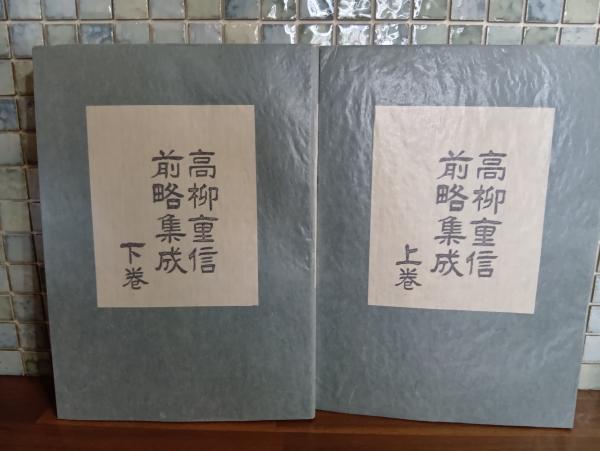 高柳重信
前略集成
上巻
高柳重信
前略集成
下巻